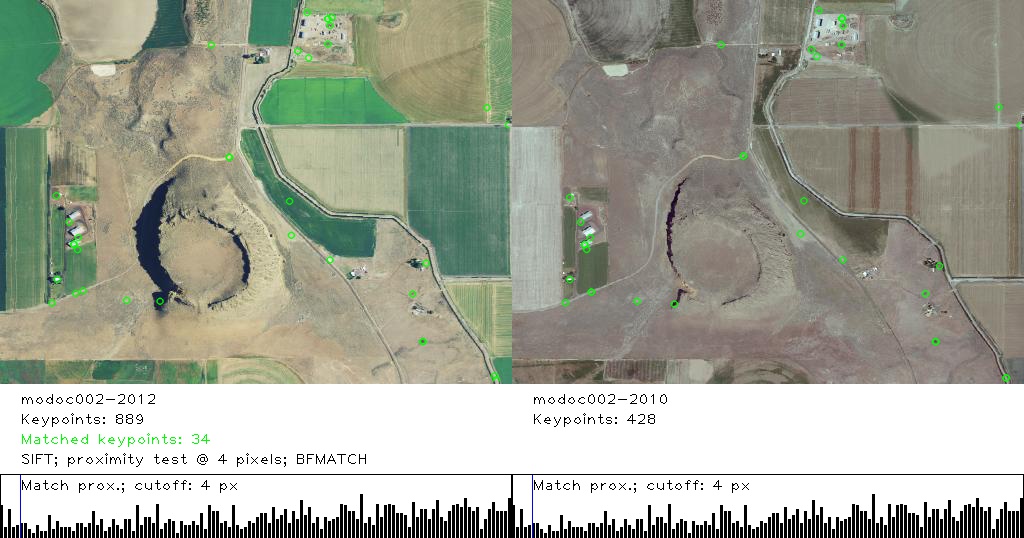 modoc002-2012
Keypoints: 889
Matched keypoints: 34
SIFT; proximity test @ 4 pixels; BFMATCH
Match prox.; cutoff: 4 px
modoc002-2010
Keypoints: 428
Match prox.; cutoff: 4 px